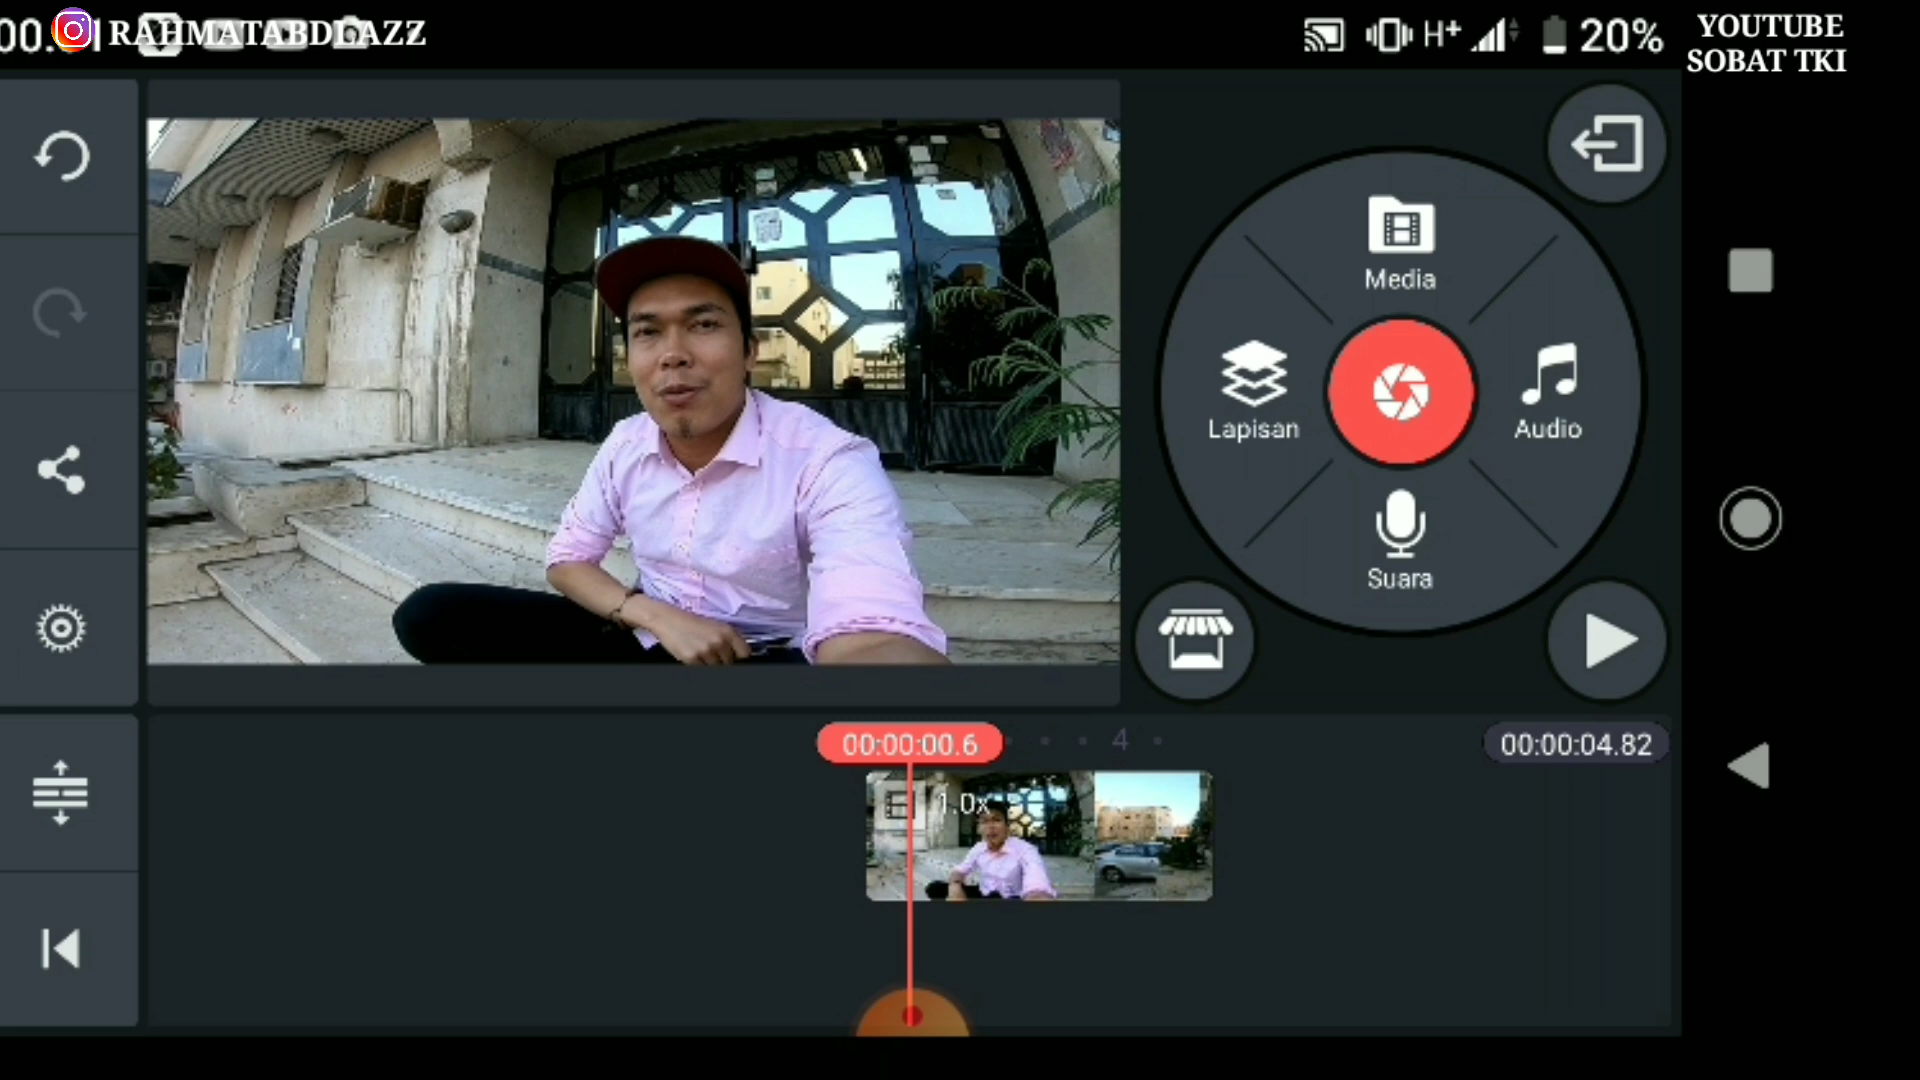 RAHMATABDLAZZ
H+
20%
YOUTUBE
SOBAT TKI
Media
Lapisan
Audio
Suara
00:00:00.6
4
00:00:04.82
1.0x